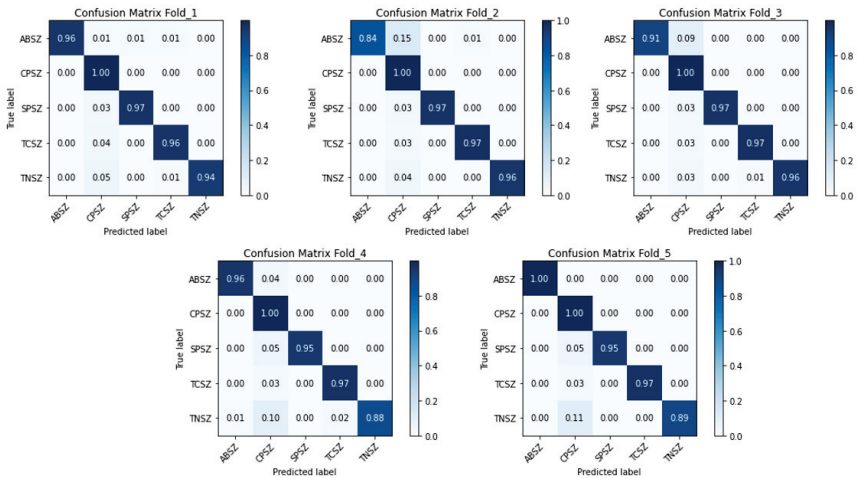 Confusion Matrix Fold_1
True label
ABSZ 0.96 0.01 0.01 0.01 0.00
CPSZ 0.00 1.00 0.00 0.00 0.00
SPSZ 0.00 0.03 0.97 0.00 0.00
TCSZ 0.00 0.04 0.00 0.96 0.00
TNSZ 0.00 0.05 0.00 0.01 0.94
ABSZ CPSZ SPSZ TCSZ TNSZ
Predicted label
0.8
0.6
0.4
0.2
0.0
Confusion Matrix Fold_2
True label
ABSZ 0.84 0.15 0.00 0.01 0.00
CPSZ 0.00 1.00 0.00 0.00 0.00
SPSZ 0.00 0.03 0.97 0.00 0.00
TCSZ 0.00 0.03 0.00 0.97 0.00
TNSZ 0.00 0.04 0.00 0.00 0.96
ABSZ CPSZ SPSZ TCSZ TNSZ
Predicted label
1.0
0.8
0.6
0.4
0.2
0.0
Confusion Matrix Fold_3
True label
ABSZ 0.91 0.09 0.00 0.00 0.00
CPSZ 0.00 1.00 0.00 0.00 0.00
SPSZ 0.00 0.03 0.97 0.00 0.00
TCSZ 0.00 0.03 0.00 0.97 0.00
TNSZ 0.00 0.03 0.00 0.01 0.96
ABSZ CPSZ SPSZ TCSZ TNSZ
Predicted label
0.8
0.6
0.4
0.2
0.0
Confusion Matrix Fold_4
True label
ABSZ 0.96 0.04 0.00 0.00 0.00
CPSZ 0.00 1.00 0.00 0.00 0.00
SPSZ 0.00 0.05 0.95 0.00 0.00
TCSZ 0.00 0.03 0.00 0.97 0.00
TNSZ 0.01 0.10 0.00 0.02 0.88
ABSZ CPSZ SPSZ TCSZ TNSZ
Predicted label
0.8
0.6
0.4
0.2
0.0
Confusion Matrix Fold_5
True label
ABSZ 1.00 0.00 0.00 0.00 0.00
CPSZ 0.00 1.00 0.00 0.00 0.00
SPSZ 0.00 0.05 0.95 0.00 0.00
TCSZ 0.00 0.03 0.00 0.97 0.00
TNSZ 0.00 0.11 0.00 0.00 0.89
ABSZ CPSZ SPSZ TCSZ TNSZ
Predicted label
1.0
0.8
0.6
0.4
0.2
0.0